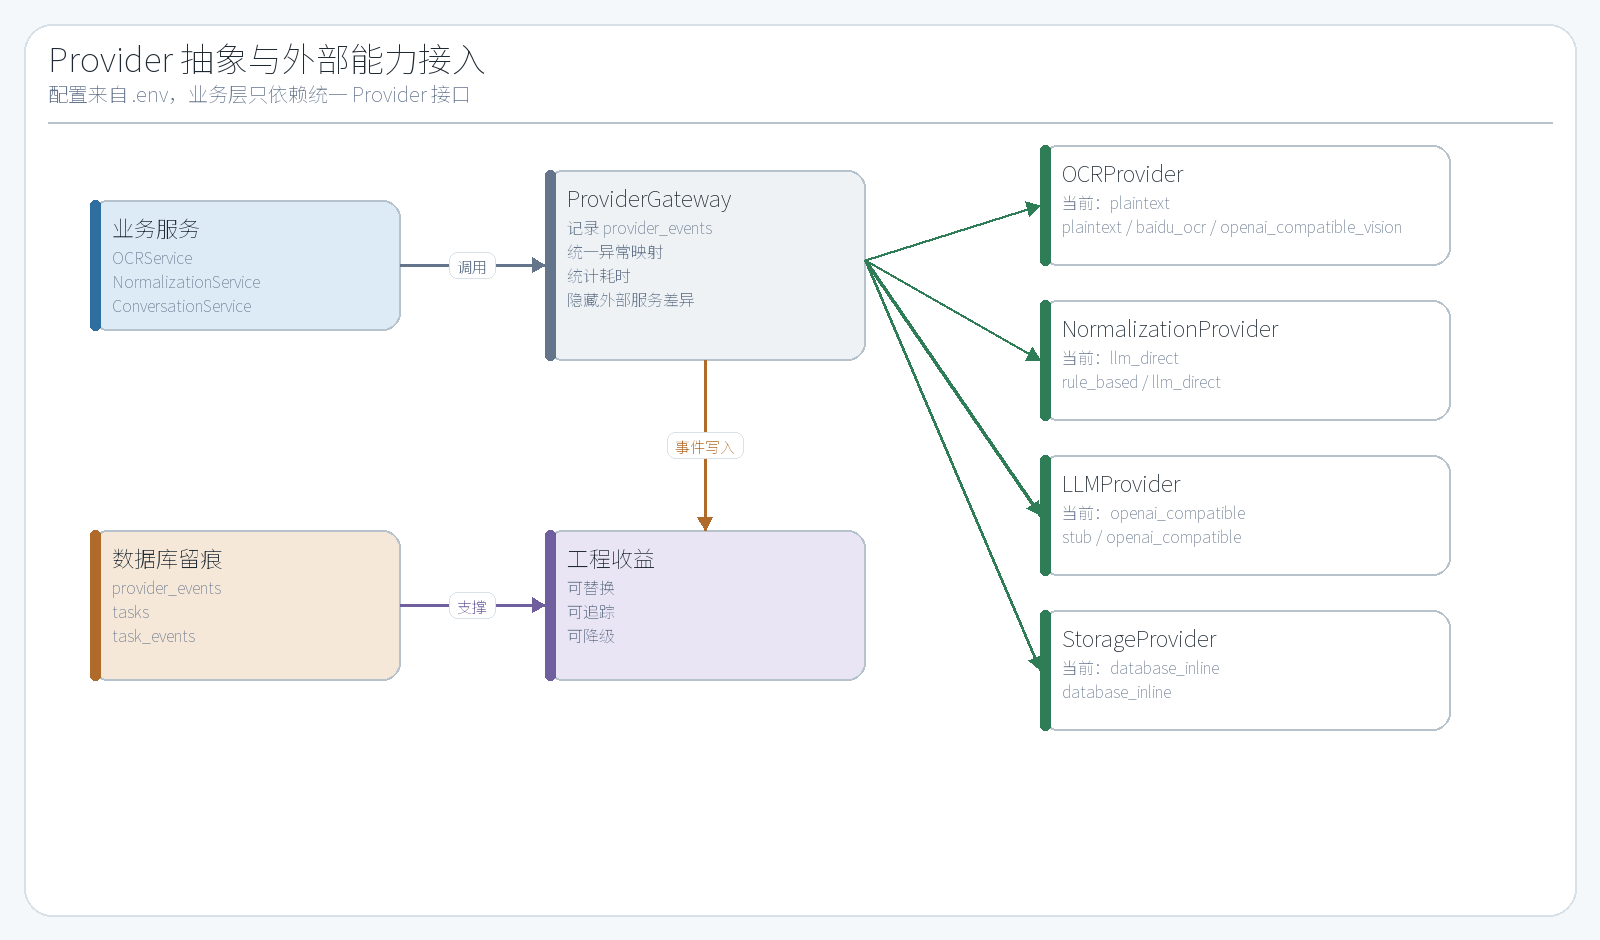 Provider 抽象与外部能力接入
配置来自 .env，业务层只依赖统一 Provider 接口
业务服务
OCRService
NormalizationService
ConversationService
调用
ProviderGateway
记录 provider_events
统一异常映射
统计耗时
隐藏外部服务差异
OCRProvider
当前：plaintext
plaintext / baidu_ocr / openai_compatible_vision
NormalizationProvider
当前：llm_direct
rule_based / llm_direct
事件写入
LLMProvider
当前：openai_compatible
stub / openai_compatible
数据库留痕
provider_events
tasks
task_events
支撑
工程收益
可替换
可追踪
可降级
StorageProvider
当前：database_inline
database_inline